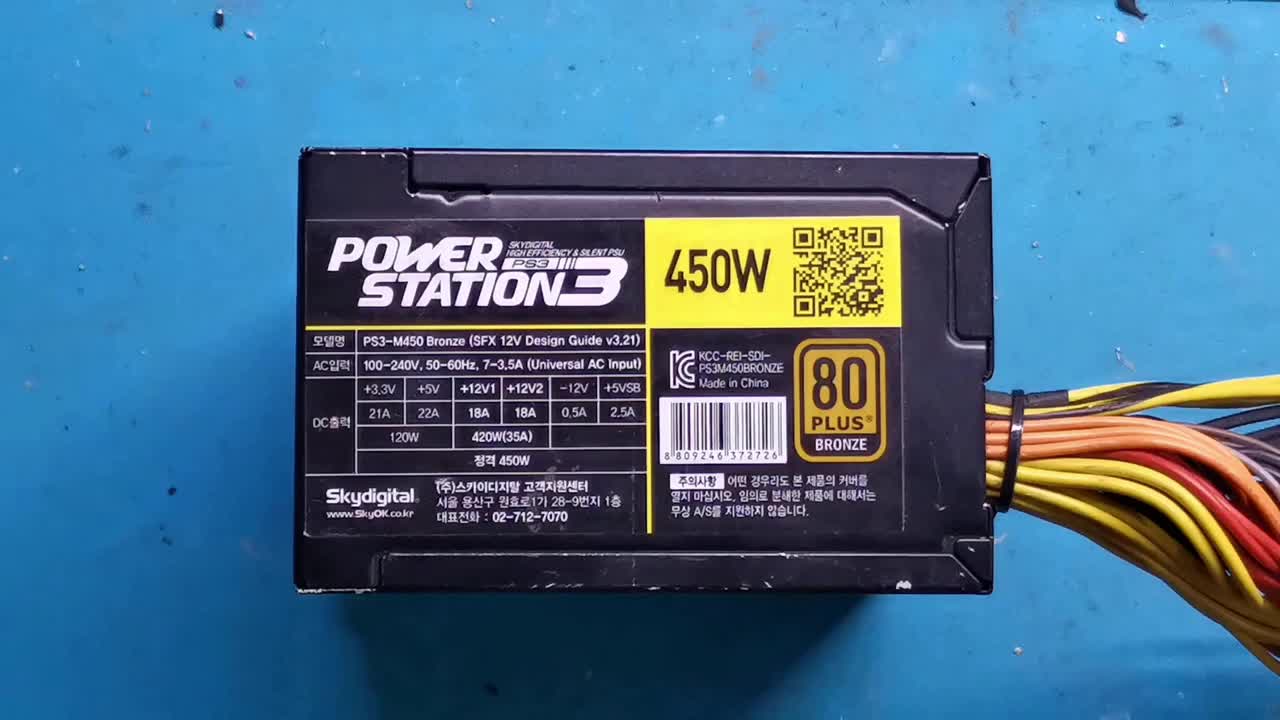 POWER
STATION 3
SKYDIGITAL
HIGH EFFICIENCY & SILENT PSU
PS3
450W
모델명 PS3-M450 Bronze (SFX 12V Design Guide v3.21)
AC입력 100-240V, 50-60Hz, 7-3.5A (Universal AC Input)
DC출력
+3.3V +5V +12V1 +12V2 -12V +5VSB
21A 22A 18A 18A 0.5A 2.5A
120W 420W(35A)
정격 450W
Skydigital
www.SkyOK.co.kr
(주)스카이디지탈 고객지원센터
서울 용산구 원효로1가 28-9번지 1층
대표전화 : 02-712-7070
KCC-REI-SDI-
PS3M450BRONZE
Made in China
8 809246 372726
80
PLUS®
BRONZE
주의사항 어떤 경우라도 본 제품의 커버를
열지 마십시오. 임의로 분해한 제품에 대해서는
무상 A/S를 지원하지 않습니다.